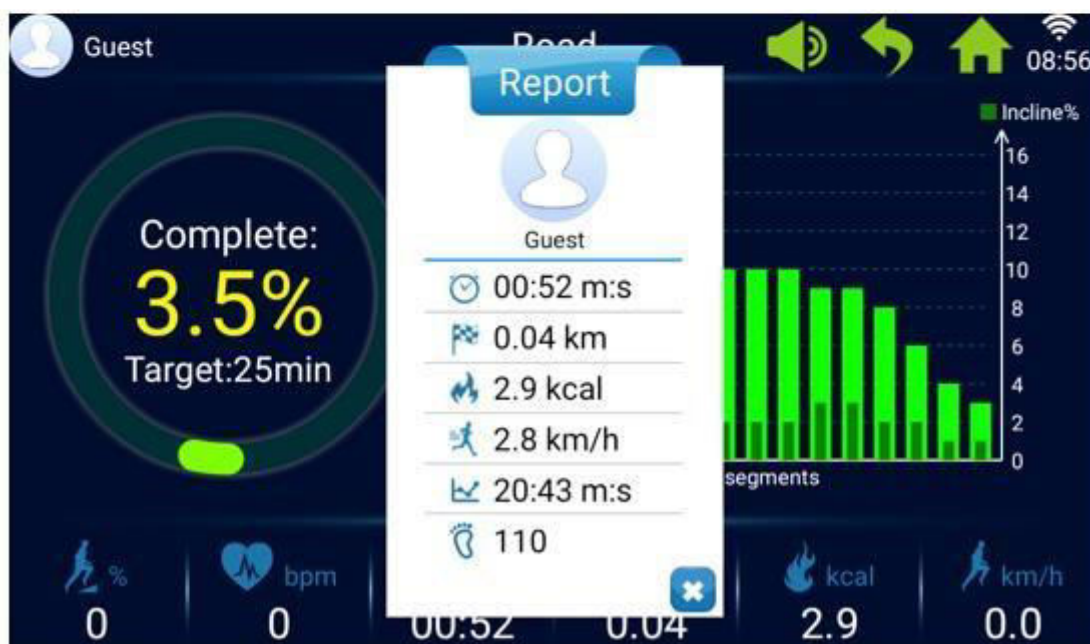 Guest
Road
08:56
Report
Guest
00:52 m:s
0.04 km
2.9 kcal
2.8 km/h
20:43 m:s
110
Complete:
3.5%
Target:25min
Incline%
16
14
12
10
8
6
4
2
0
segments
%
0
bpm
0
00:52
0.04
kcal
2.9
km/h
0.0